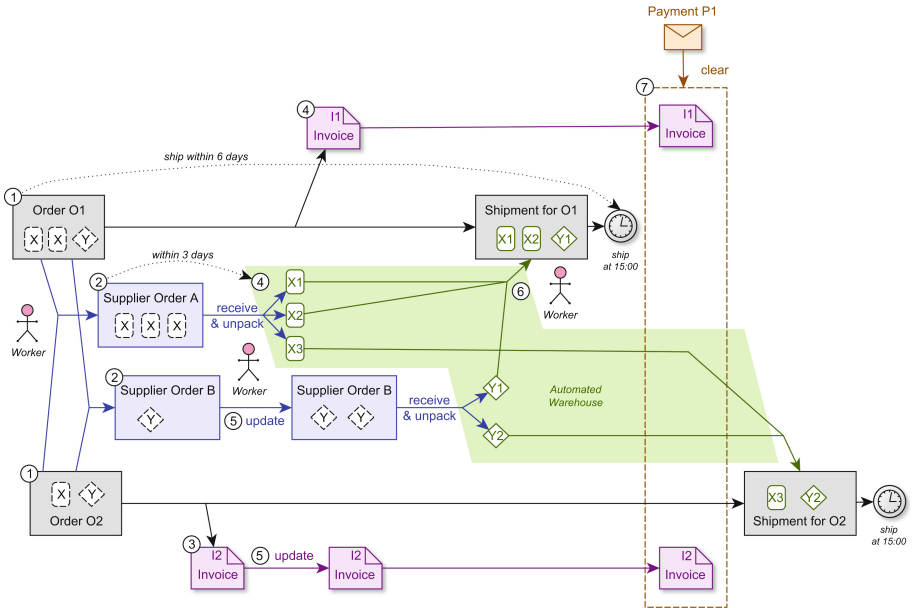 Payment P1
clear
7
4
I1
Invoice
I1
Invoice
ship within 6 days
1
Order O1
X X Y
Shipment for O1
X1 X2 Y1
ship
at 15:00
within 3 days
2
Supplier Order A
X X X
receive
& unpack
4
X1
X2
X3
6
Worker
Worker
Worker
2
Supplier Order B
Y
5 update
Supplier Order B
Y Y
receive
& unpack
Y1
Y2
Automated
Warehouse
1
X Y
Order O2
X3 Y2
Shipment for O2
ship
at 15:00
3
I2
Invoice
5 update
I2
Invoice
I2
Invoice